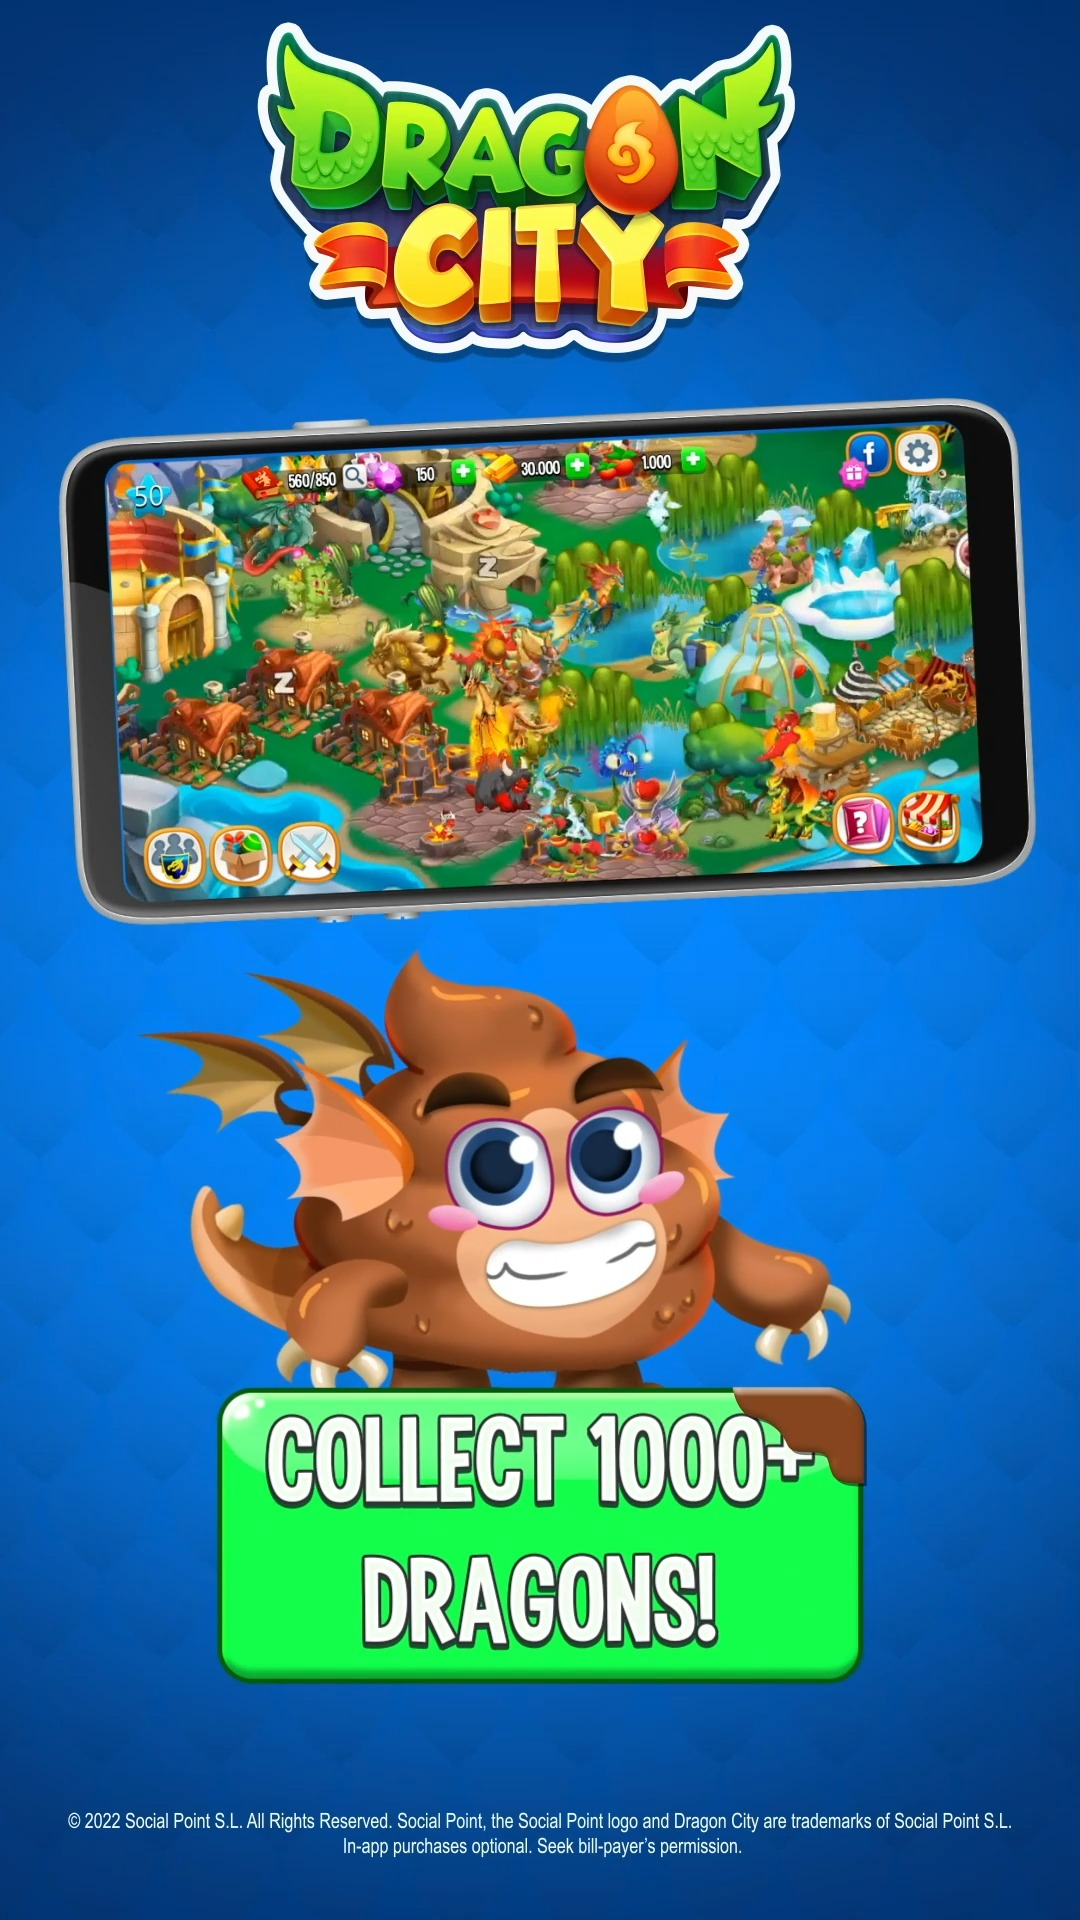 DRAGON
CITY
50
560/850
150
30.000
1.000
f
Z
Z
?
COLLECT 1000+
DRAGONS!
© 2022 Social Point S.L. All Rights Reserved. Social Point, the Social Point logo and Dragon City are trademarks of Social Point S.L.
In-app purchases optional. Seek bill-payer's permission.